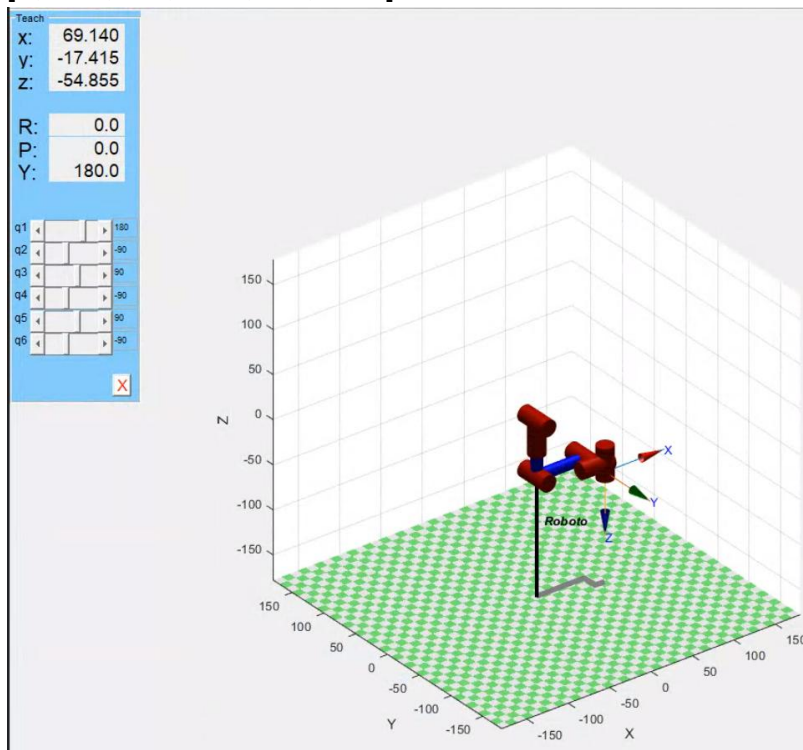 Teach
x: 69.140
y: -17.415
z: -54.855
R: 0.0
P: 0.0
Y: 180.0
q1 180
q2 -90
q3 90
q4 -90
q5 90
q6 -90
X
150
100
50
0
-50
-100
-150
Z
X
Y
Z
Roboto
150
100
50
0
-50
-100
-150
Y
-150
-100
-50
0
50
100
150
X